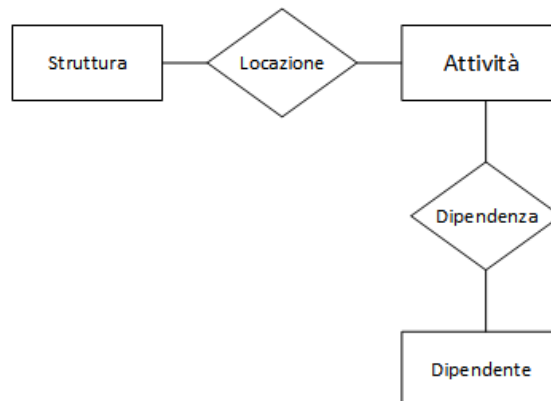 Struttura
Locazione
Attività
Dipendenza
Dipendente